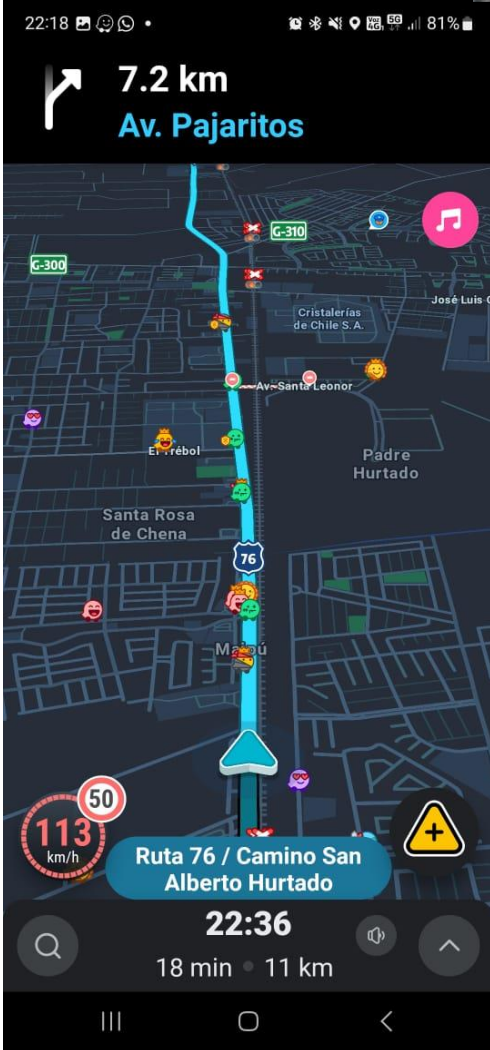 22:18
81%
7.2 km
Av. Pajaritos
G-310
G-300
José Luis
Cristalerías
de Chile S.A.
Av. Santa Leonor
El Trébol
Padre
Hurtado
Santa Rosa
de Chena
76
Maipú
50
113
km/h
Ruta 76 / Camino San
Alberto Hurtado
22:36
18 min • 11 km